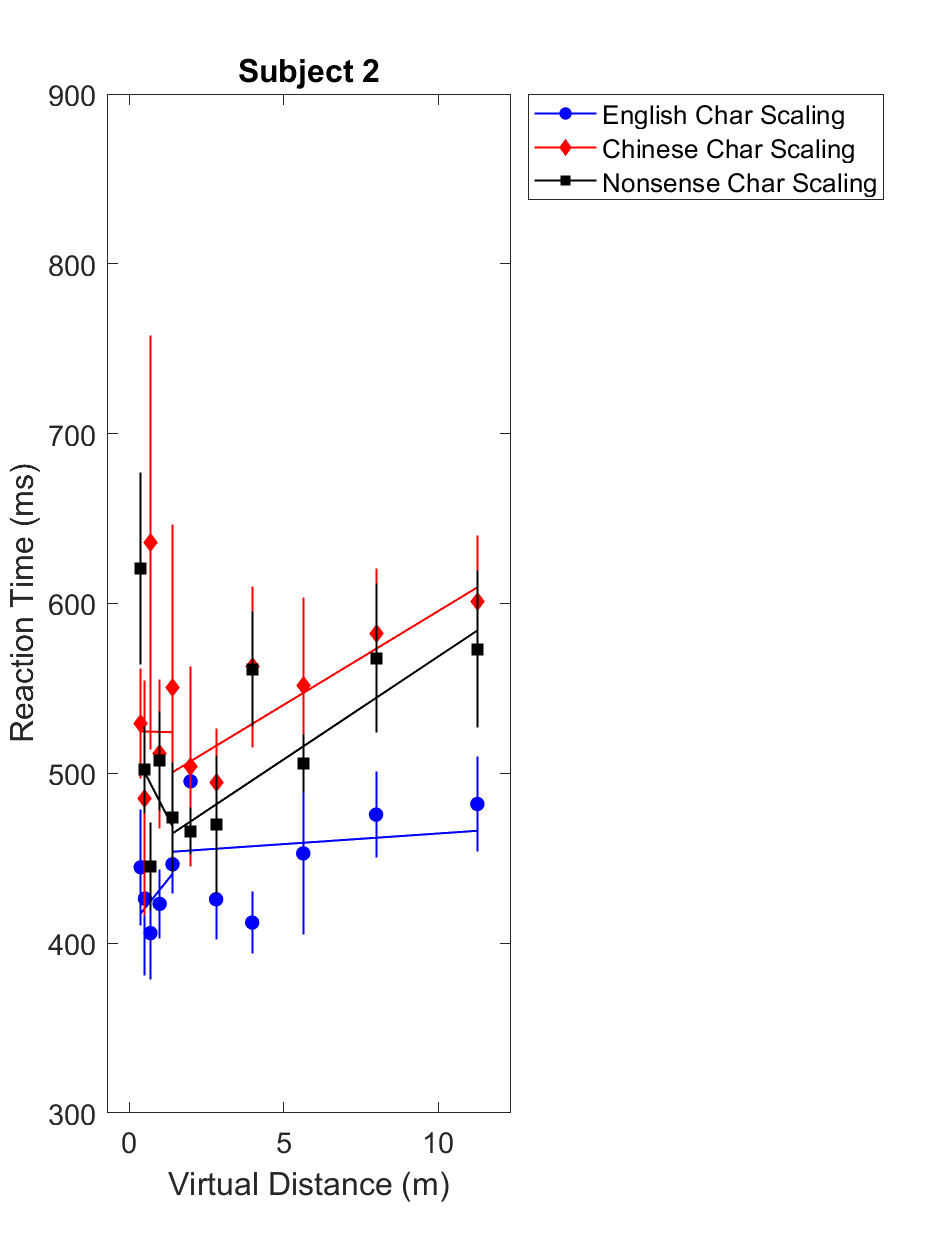 Subject 2
900
800
700
600
500
400
300
0 5 10
Reaction Time (ms)
Virtual Distance (m)
English Char Scaling
Chinese Char Scaling
Nonsense Char Scaling